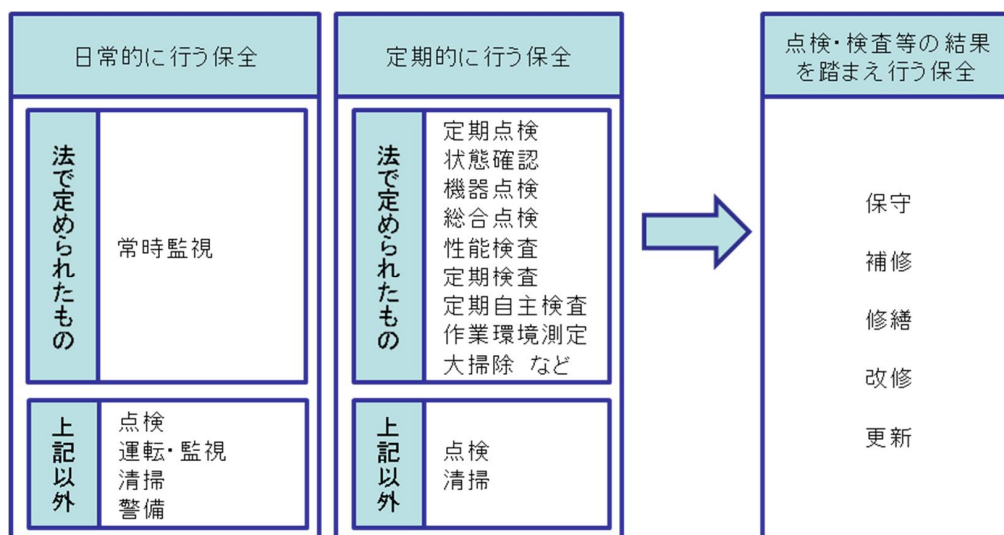 日常的に行う保全
法で定められたもの
常時監視
上記以外
点検
運転・監視
清掃
警備
定期的に行う保全
法で定められたもの
定期点検
状態確認
機器点検
総合点検
性能検査
定期検査
定期自主検査
作業環境測定
大掃除 など
上記以外
点検
清掃
点検・検査等の結果
を踏まえ行う保全
保守
補修
修繕
改修
更新